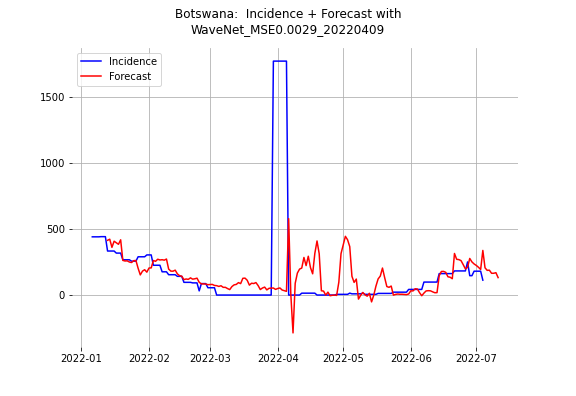 Botswana:  Incidence + Forecast with
WaveNet_MSE0.0029_20220409
Incidence
Forecast
1500
1000
500
0
2022-01 2022-02 2022-03 2022-04 2022-05 2022-06 2022-07